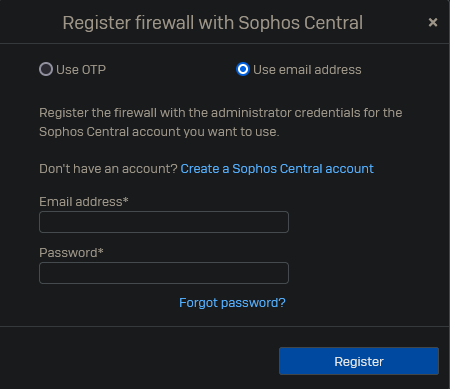 Register firewall with Sophos Central ×
Use OTP Use email address
Register the firewall with the administrator credentials for the
Sophos Central account you want to use.
Don't have an account? Create a Sophos Central account
Email address*
Password*
Forgot password?
Register